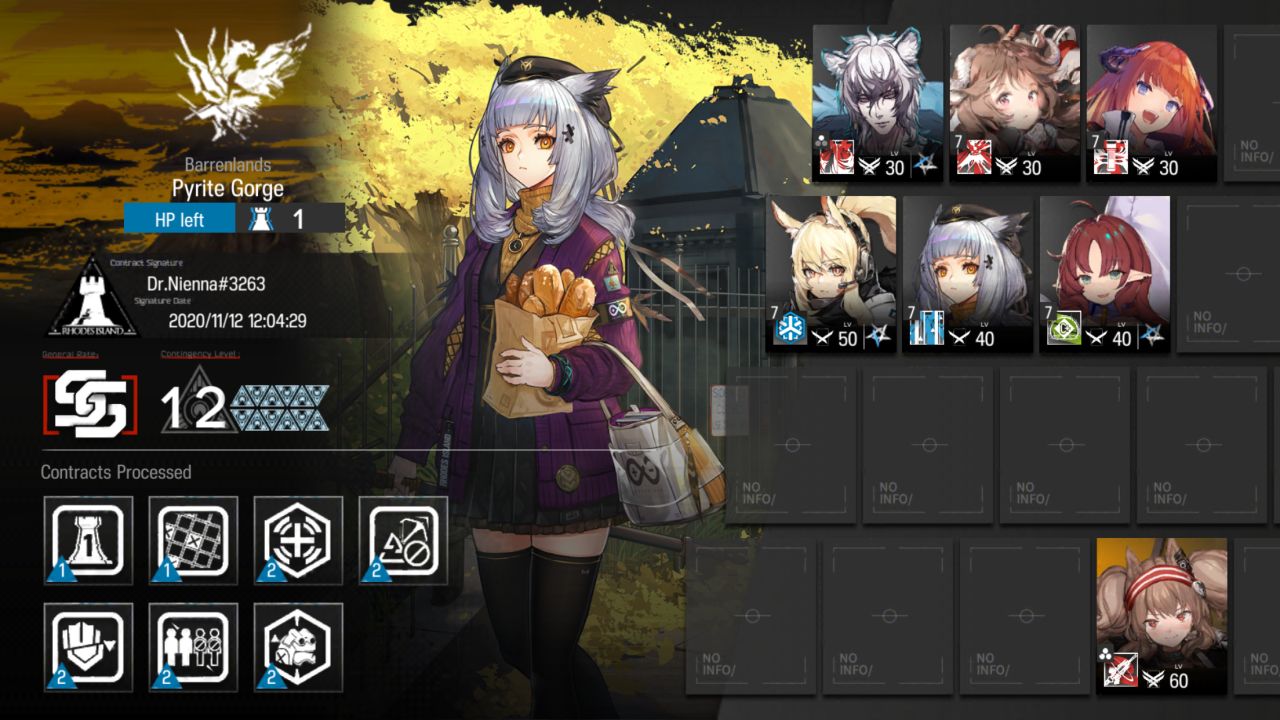 Barrenlands
Pyrite Gorge
HP left 1
Contract Signature
Dr.Nienna#3263
Signature Date
2020/11/12 12:04:29
RHODES ISLAND
General Rate:
Contingency Level:
12
Contracts Processed
1
1
1
2
2
2
2
2
RHODES ISLAND
LV
30
7
LV
30
7
LV
30
NO
INFO/
7
LV
50
7
LV
40
7
LV
40
NO
INFO/
NO
INFO/
NO
INFO/
NO
INFO/
NO
INFO/
NO
INFO/
NO
INFO/
NO
INFO/
LV
60
NO
INFO/